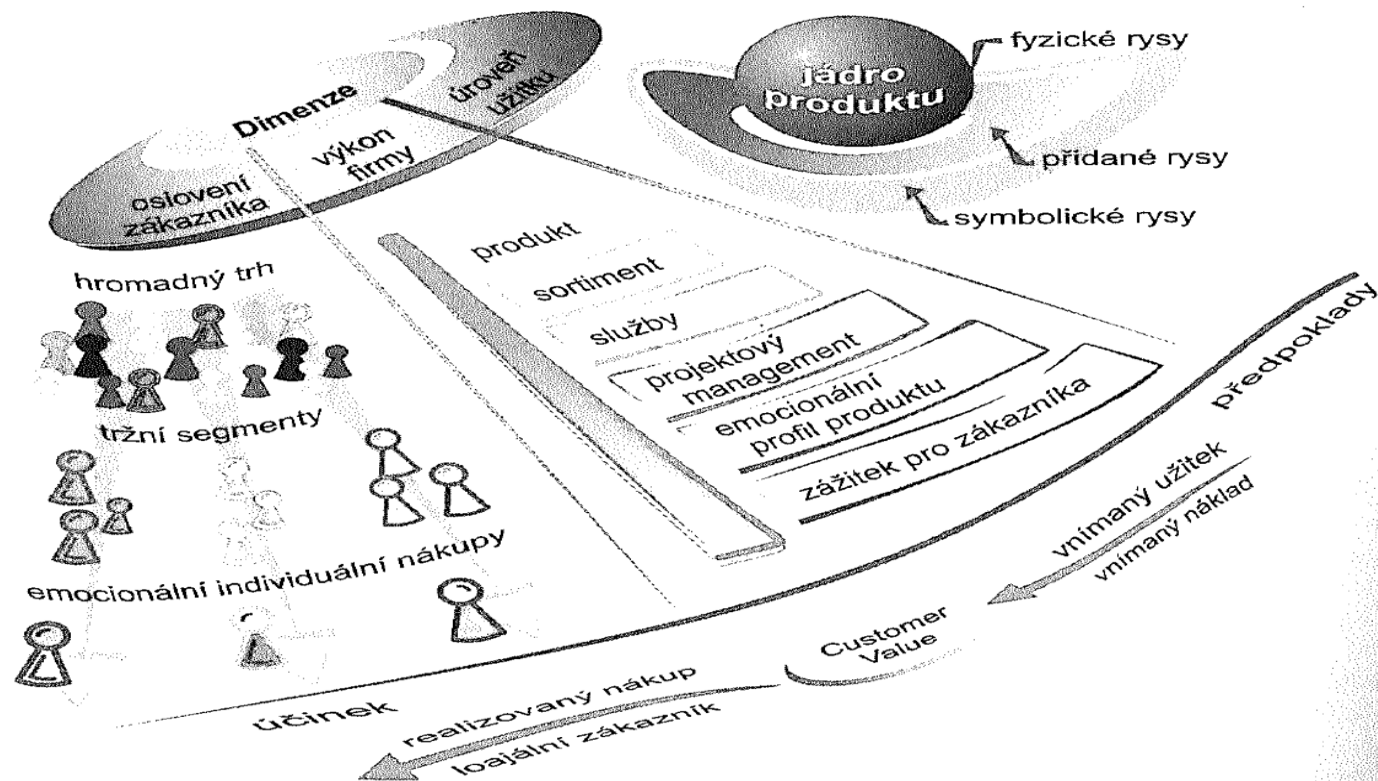 Dimenze
oslovení
zákazníka
výkon
firmy
úroveň
užitku
jádro
produktu
fyzické rysy
přidané rysy
symbolické rysy
hromadný trh
tržní segmenty
emocionální individuální nákupy
produkt
sortiment
služby
projektový
management
emocionální
profil produktu
zážitek pro zákazníka
předpoklady
vnímaný užitek
vnímaný náklad
Customer
Value
účinek
realizovaný nákup
loajální zákazník